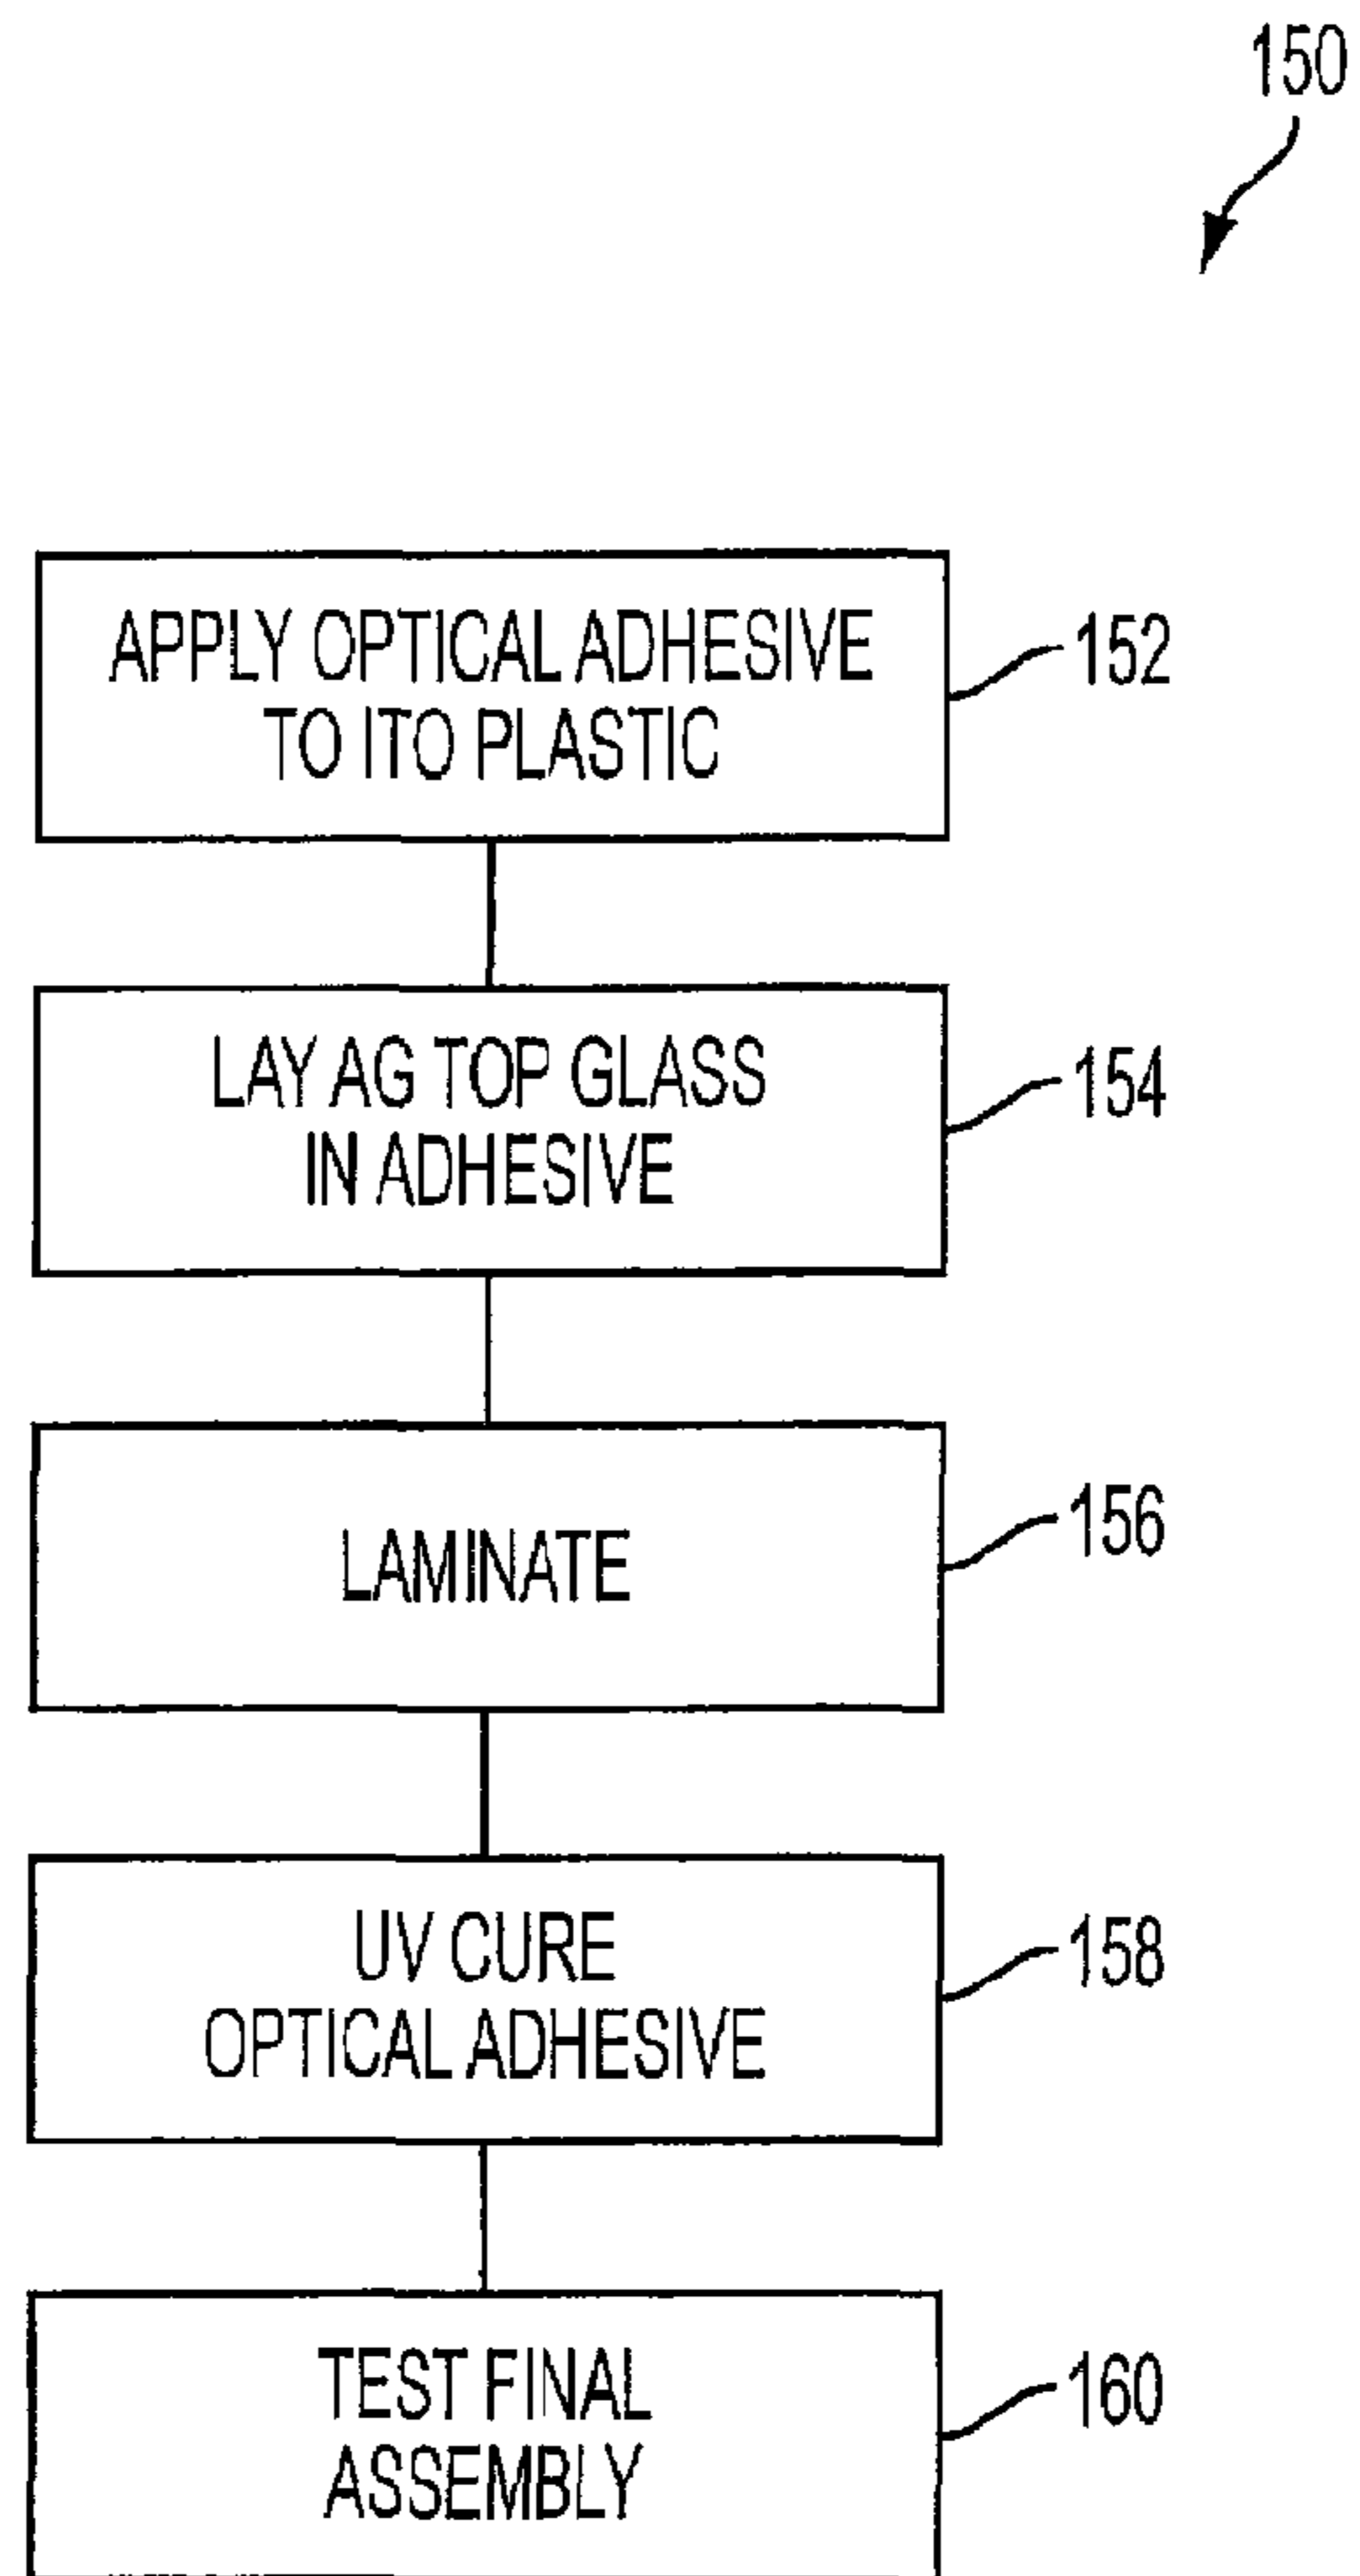 150
APPLY OPTICAL ADHESIVE
TO ITO PLASTIC
152
LAY AG TOP GLASS
IN ADHESIVE
154
LAMINATE
156
UV CURE
OPTICAL ADHESIVE
158
TEST FINAL
ASSEMBLY
160